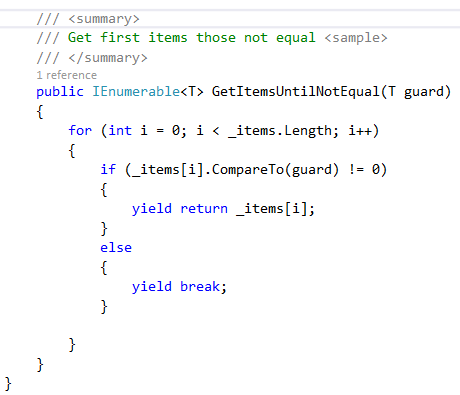 /// <summary>
/// Get first items those not equal <sample>
/// </summary>
1 reference
public IEnumerable<T> GetItemsUntilNotEqual(T guard)
{
for (int i = 0; i < _items.Length; i++)
{
if (_items[i].CompareTo(guard) != 0)
{
yield return _items[i];
}
else
{
yield break;
}
}
}
}